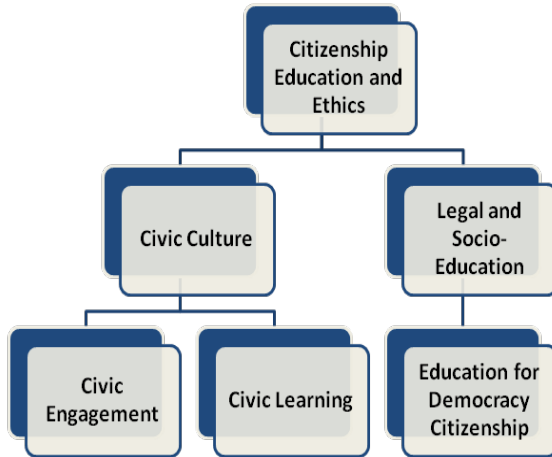 Citizenship
Education and
Ethics
Civic Culture
Legal and
Socio-
Education
Civic
Engagement
Civic Learning
Education for
Democracy
Citizenship